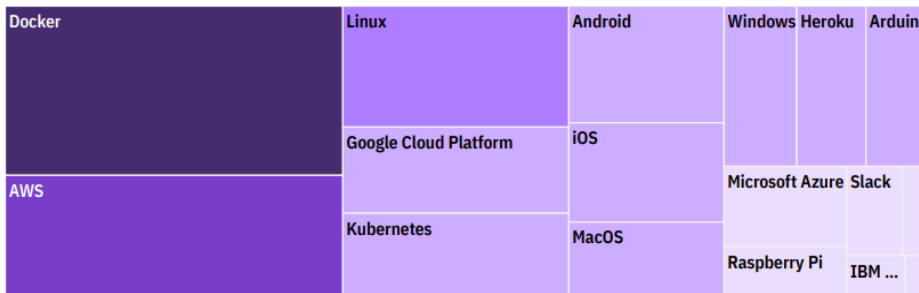 Docker
Linux
Android
Windows
Heroku
Arduin
Google Cloud Platform
iOS
AWS
Microsoft Azure
Slack
Kubernetes
MacOS
Raspberry Pi
IBM ...